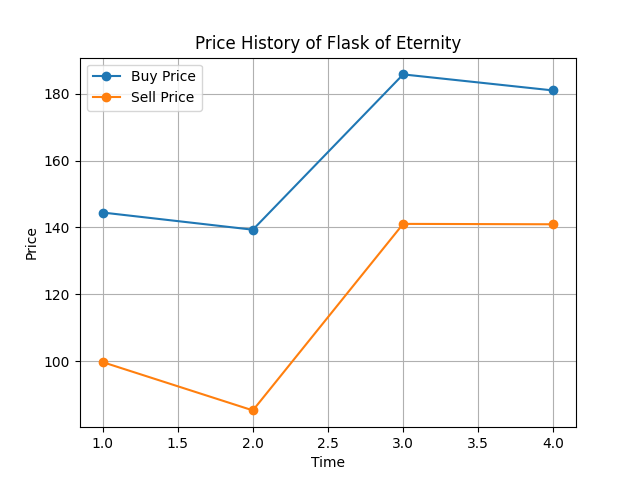 Price History of Flask of Eternity
Buy Price
Sell Price
180
160
140
120
100
Price
1.0 1.5 2.0 2.5 3.0 3.5 4.0
Time